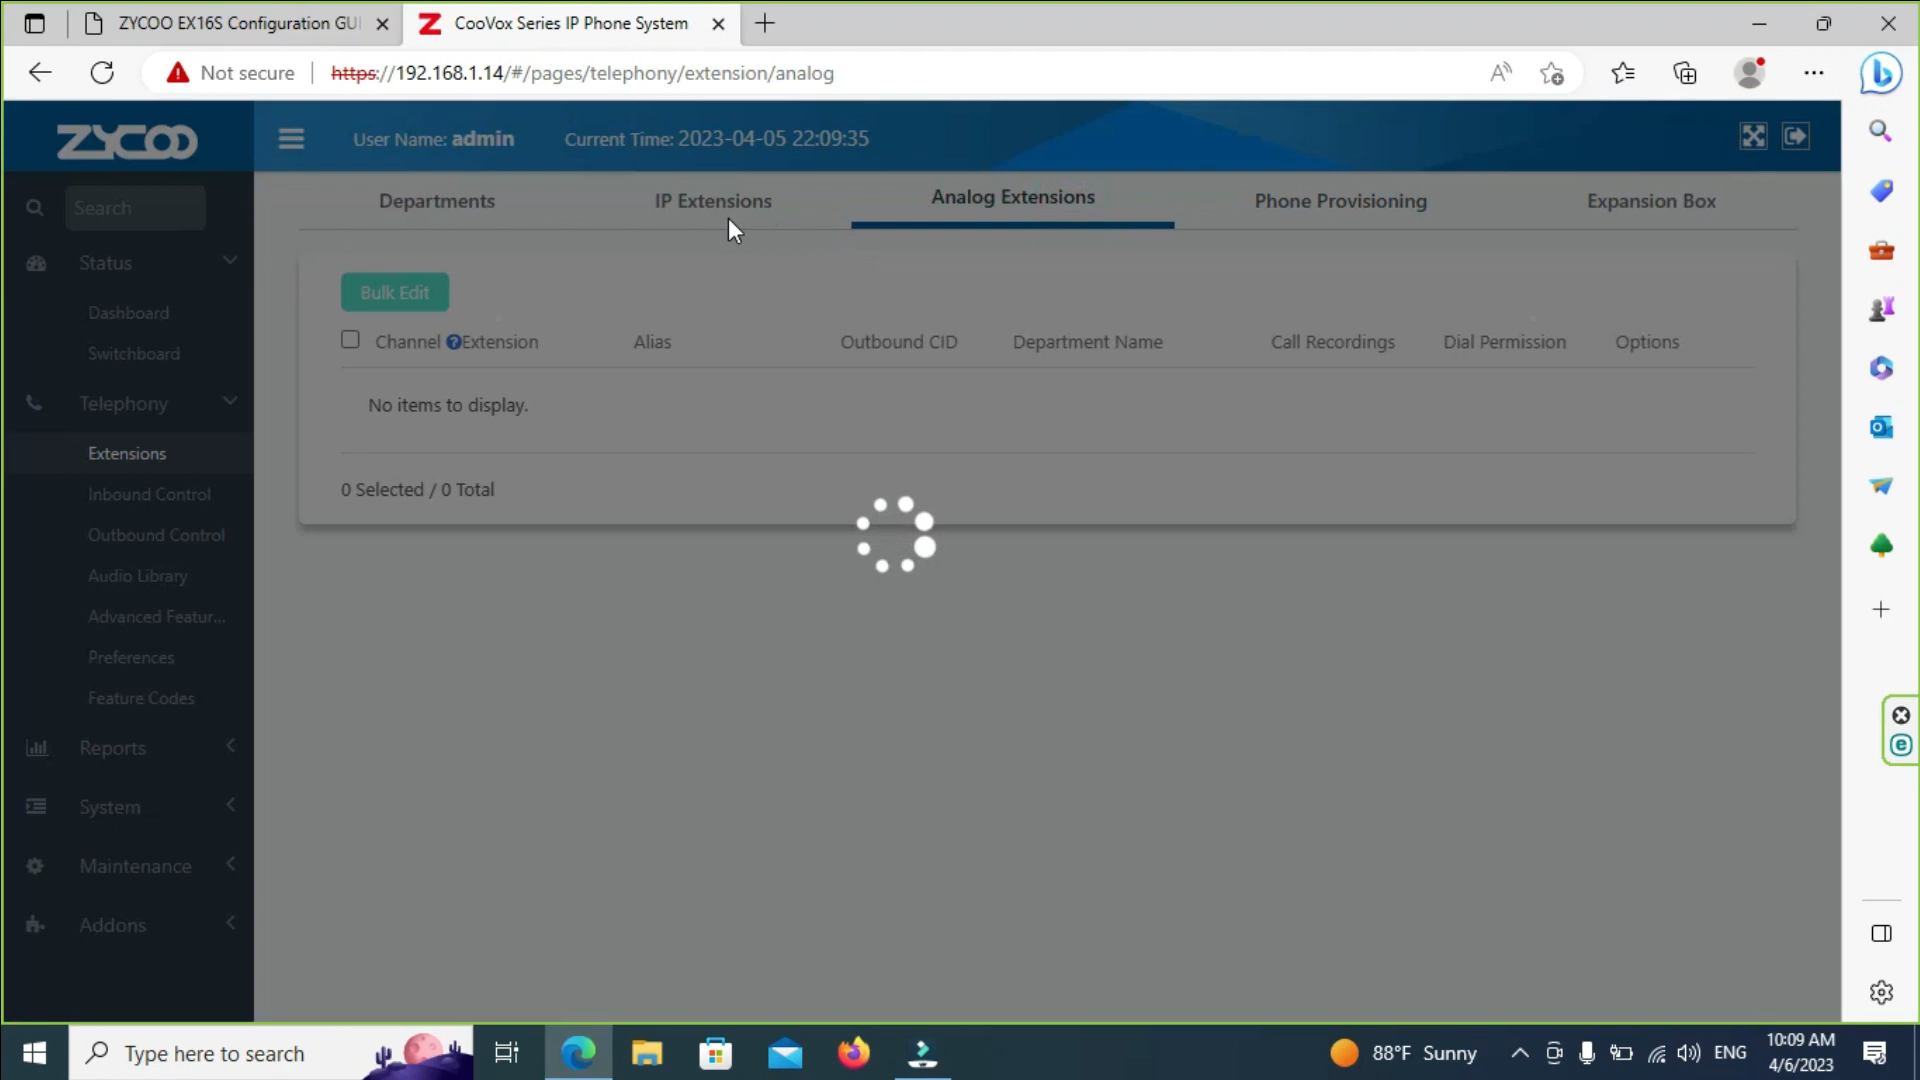 ZYCOO EX16S Configuration GUI
CooVox Series IP Phone System
Not secure
https://192.168.1.14/#/pages/telephony/extension/analog
ZYCOO
User Name: admin
Current Time: 2023-04-05 22:09:35
Search
Status
Dashboard
Switchboard
Telephony
Extensions
Inbound Control
Outbound Control
Audio Library
Advanced Featur...
Preferences
Feature Codes
Reports
System
Maintenance
Addons
Departments
IP Extensions
Analog Extensions
Phone Provisioning
Expansion Box
Bulk Edit
Channel ?Extension Alias Outbound CID Department Name Call Recordings Dial Permission Options
No items to display.
0 Selected / 0 Total
Type here to search
88°F Sunny
ENG
10:09 AM
4/6/2023